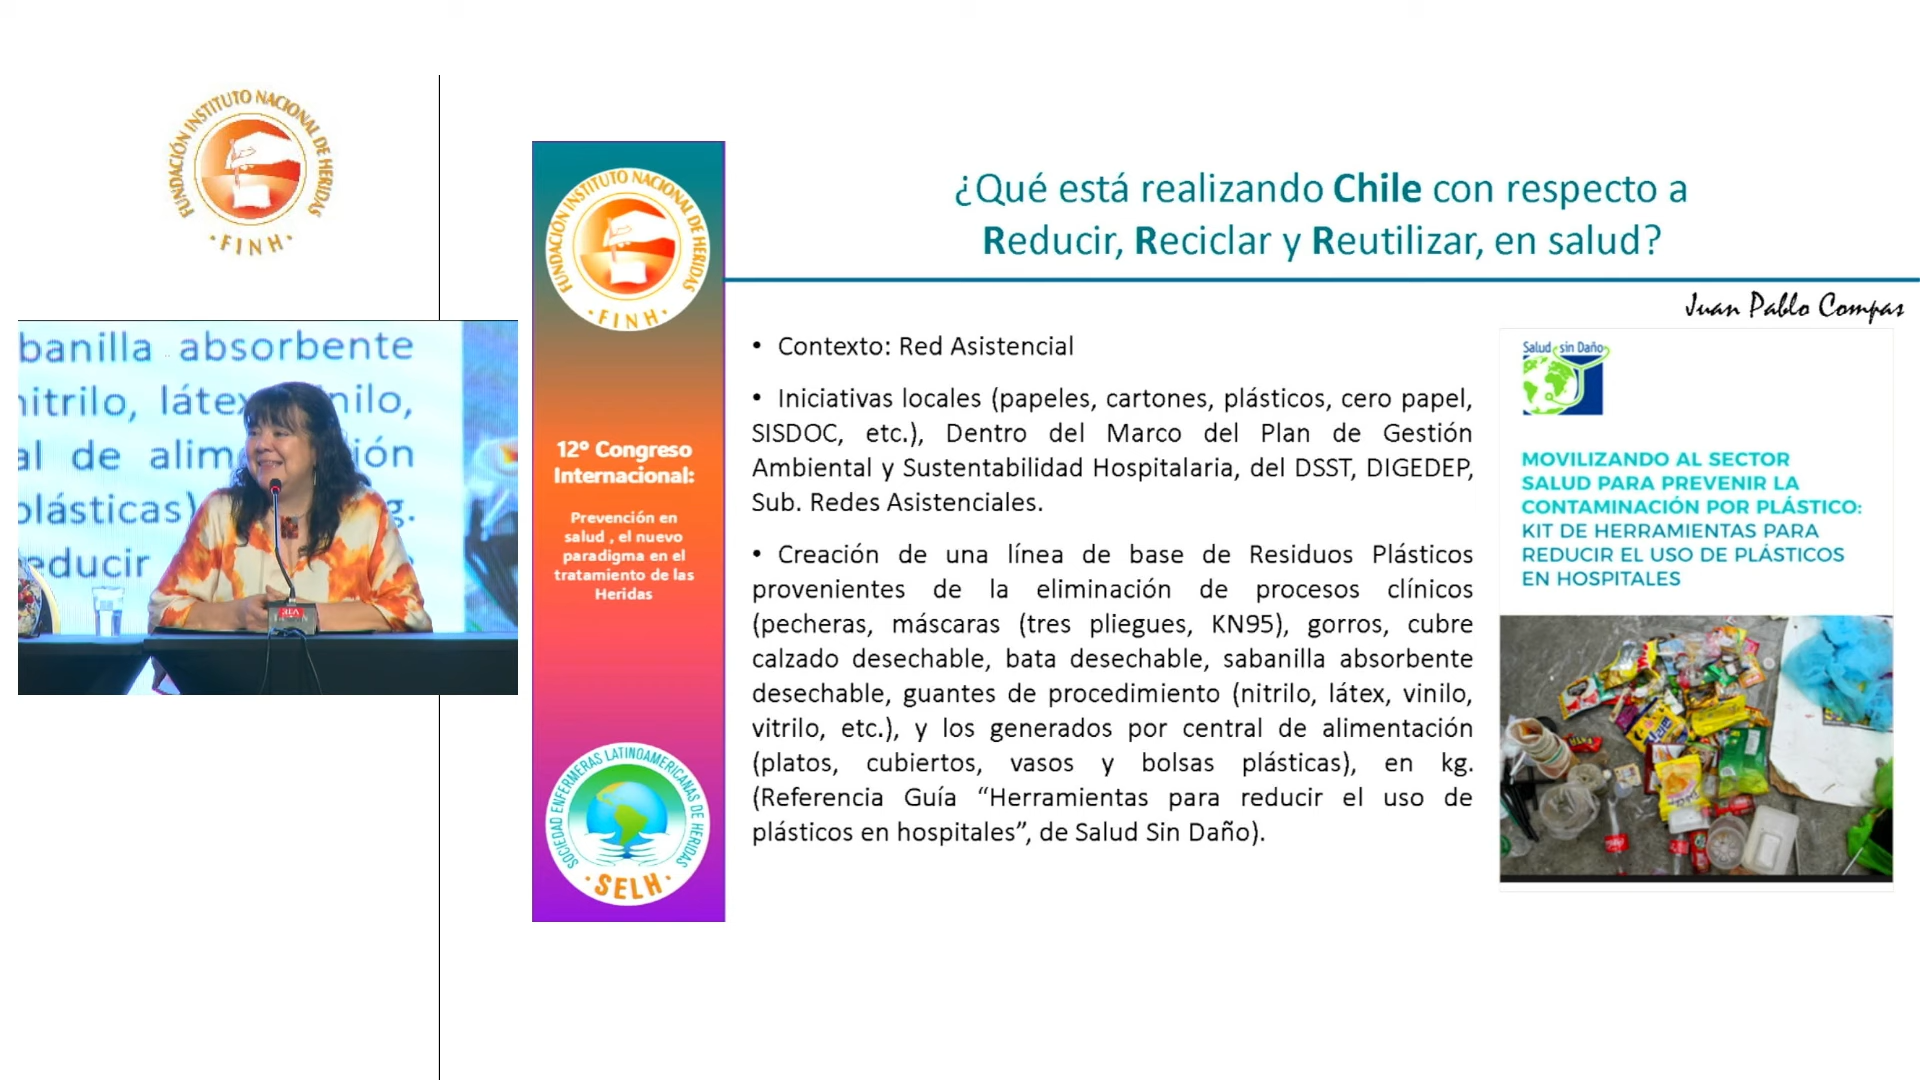 FUNDACIÓN INSTITUTO NACIONAL DE HERIDAS
· FINH ·
banilla absorbente
nitrilo, látex, vinilo,
al de alimentación
plásticas)
g.
educir
REA
FUNDACIÓN INSTITUTO NACIONAL DE HERIDAS
· FINH ·
12º Congreso
Internacional:
Prevención en
salud , el nuevo
paradigma en el
tratamiento de las
Heridas
SOCIEDAD ENFERMERAS LATINOAMERICANAS DE HERIDAS
· SELH ·
¿Qué está realizando Chile con respecto a
Reducir, Reciclar y Reutilizar, en salud?
Juan Pablo Compas
• Contexto: Red Asistencial
• Iniciativas locales (papeles, cartones, plásticos, cero papel,
SISDOC, etc.), Dentro del Marco del Plan de Gestión
Ambiental y Sustentabilidad Hospitalaria, del DSST, DIGEDEP,
Sub. Redes Asistenciales.
• Creación de una línea de base de Residuos Plásticos
provenientes de la eliminación de procesos clínicos
(pecheras, máscaras (tres pliegues, KN95), gorros, cubre
calzado desechable, bata desechable, sabanilla absorbente
desechable, guantes de procedimiento (nitrilo, látex, vinilo,
vitrilo, etc.), y los generados por central de alimentación
(platos, cubiertos, vasos y bolsas plásticas), en kg.
(Referencia Guía “Herramientas para reducir el uso de
plásticos en hospitales”, de Salud Sin Daño).
Salud sin Daño
MOVILIZANDO AL SECTOR
SALUD PARA PREVENIR LA
CONTAMINACIÓN POR PLÁSTICO:
KIT DE HERRAMIENTAS PARA
REDUCIR EL USO DE PLÁSTICOS
EN HOSPITALES